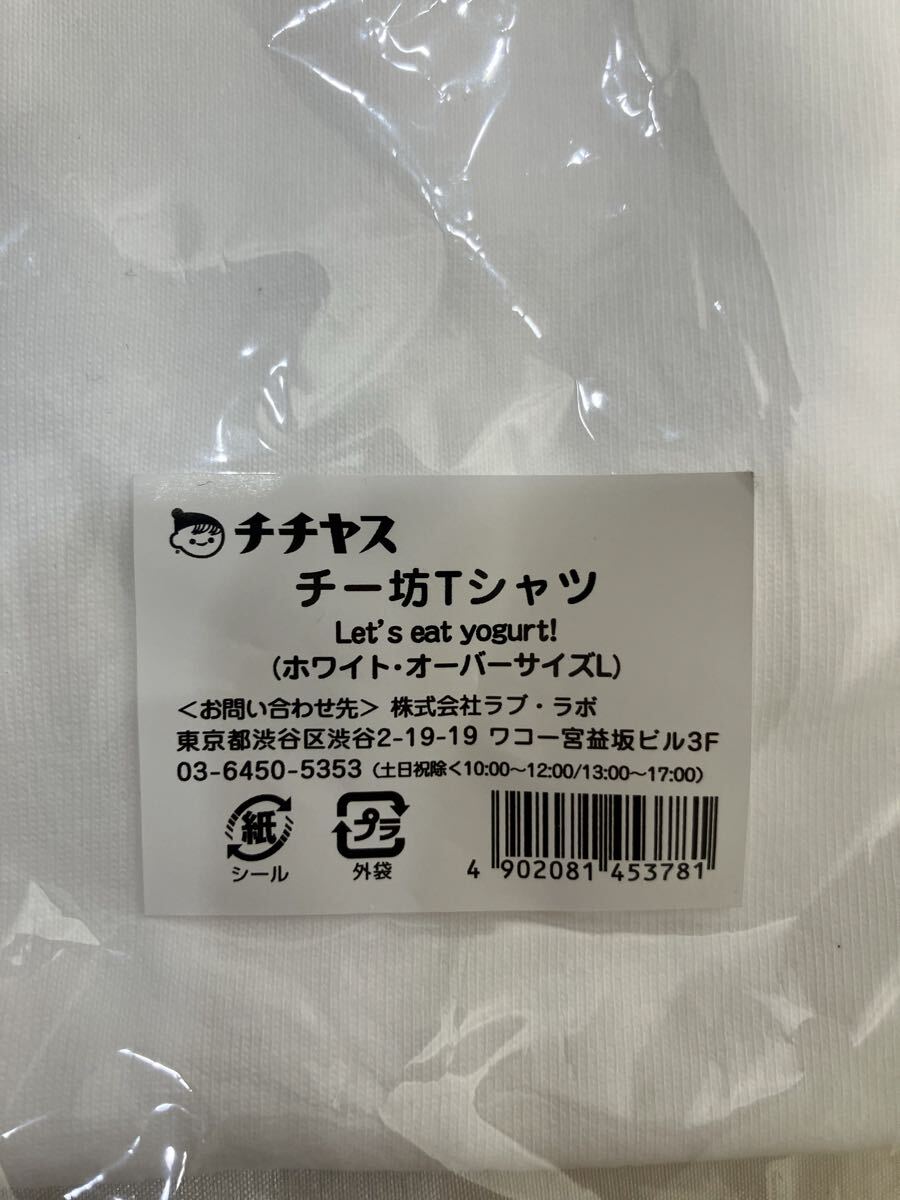 チチヤス
チー坊Tシャツ
Let's eat yogurt!
(ホワイト・オーバーサイズL)
＜お問い合わせ先＞ 株式会社ラブ・ラボ
東京都渋谷区渋谷2-19-19 ワコー宮益坂ビル3F
03-6450-5353 (土日祝除く10:00〜12:00/13:00〜17:00)
紙 プラ
シール 外袋
4 902081 453781